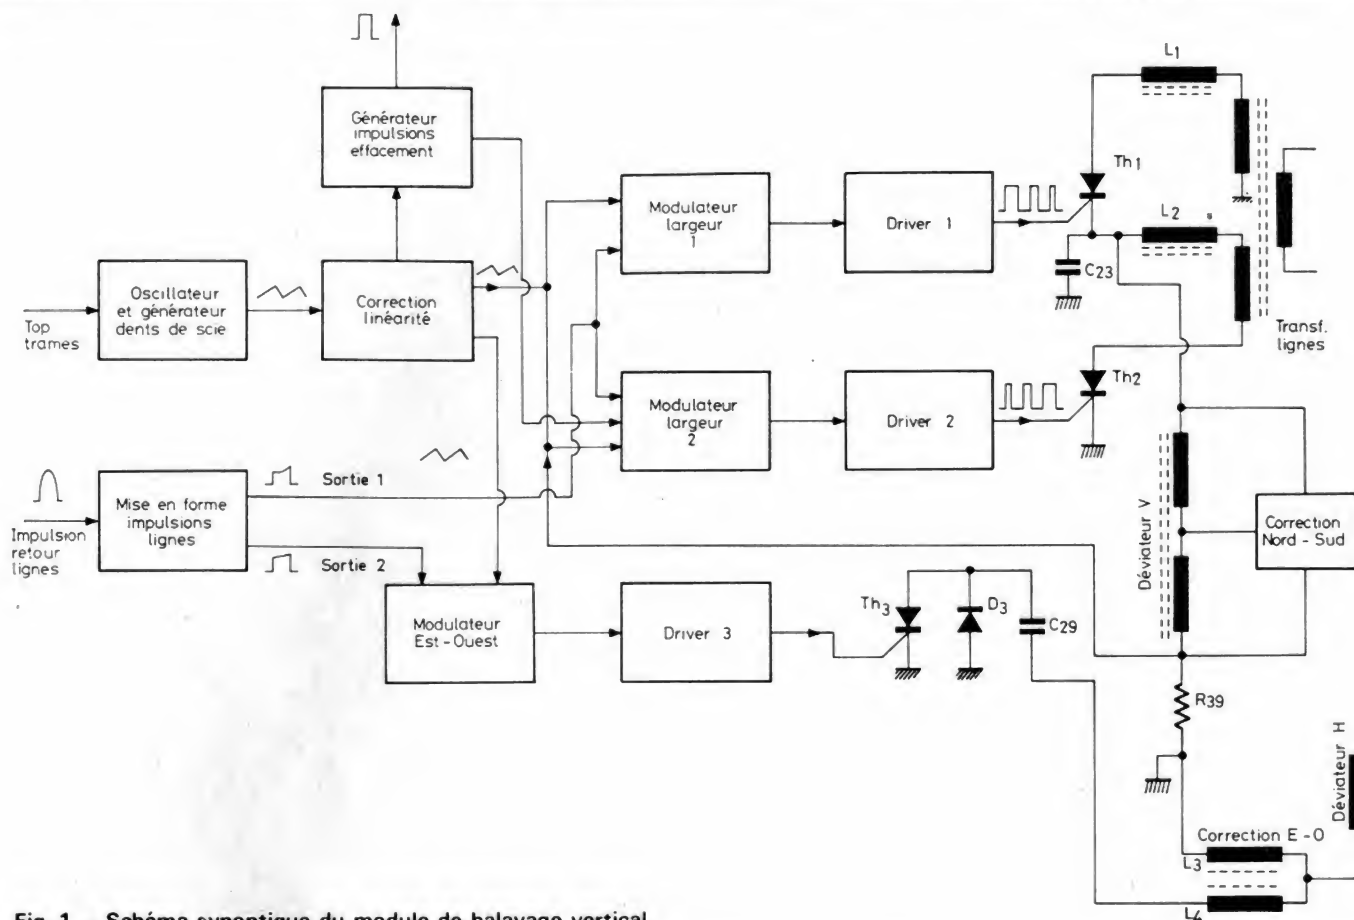 L1
Générateur
impulsions
effacement
Th1
Modulateur
largeur
1
Driver 1
L2
C23
Oscillateur
et générateur
dents de scie
Correction
linéarité
Top
trames
Transf.
lignes
Th2
Modulateur
largeur
2
Driver 2
Sortie 1
Mise en forme
impulsions
lignes
Impulsion
retour
lignes
Sortie 2
Déviateur V
Correction
Nord - Sud
Modulateur
Est - Ouest
Driver 3
Th3
D3
C29
R39
Déviateur H
Correction E - O
L3
L4
Fig. 1. - Schéma synoptique du module de balayage vertical